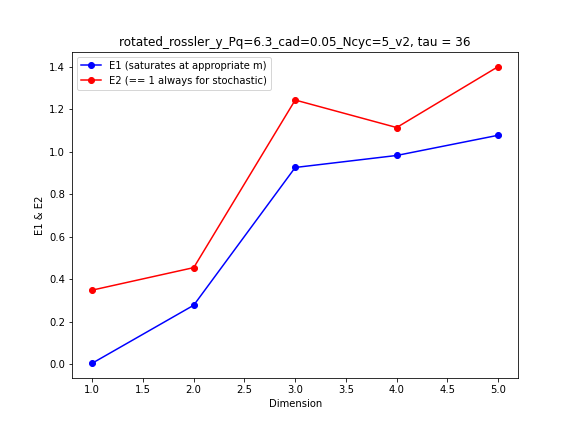 rotated_rossler_y_Pq=6.3_cad=0.05_Ncyc=5_v2, tau = 36
E1 (saturates at appropriate m)
E2 (== 1 always for stochastic)
1.4
1.2
1.0
0.8
0.6
0.4
0.2
0.0
E1 & E2
1.0 1.5 2.0 2.5 3.0 3.5 4.0 4.5 5.0
Dimension